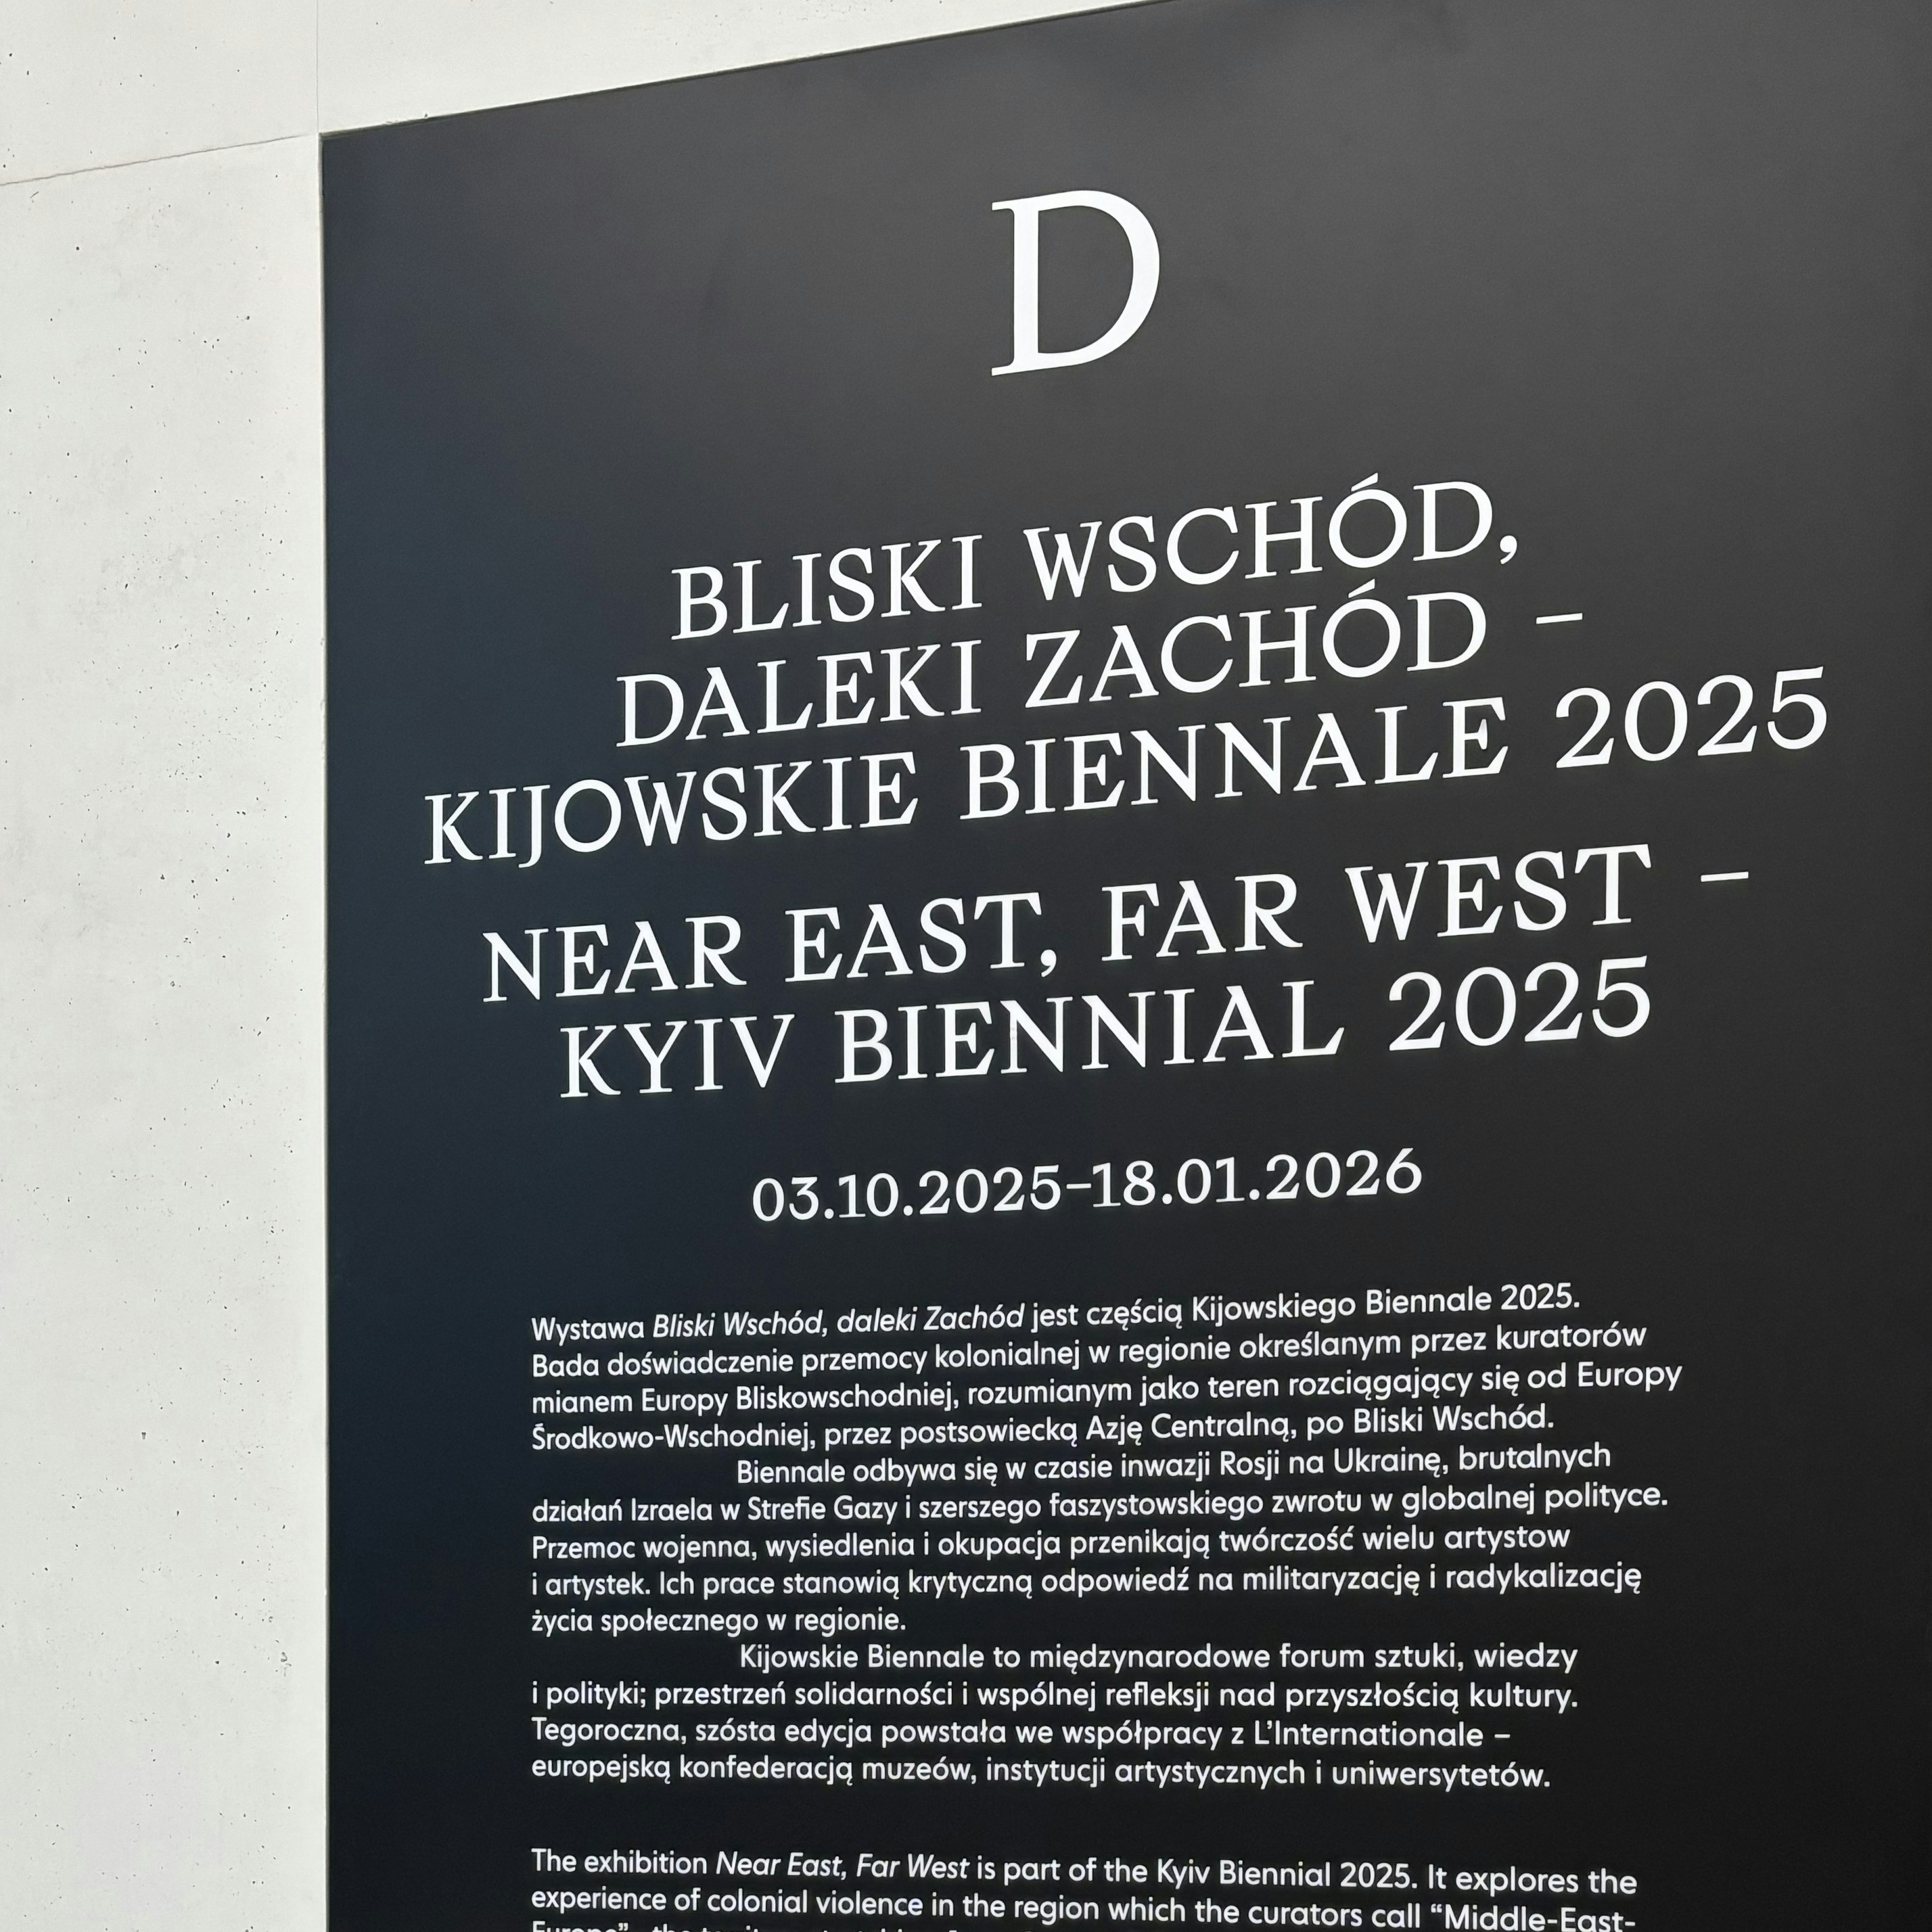 D
BLISKI WSCHÓD,
DALEKI ZACHÓD –
KIJOWSKIE BIENNALE 2025
NEAR EAST, FAR WEST –
KYIV BIENNIAL 2025
03.10.2025–18.01.2026
Wystawa Bliski Wschód, daleki Zachód jest częścią Kijowskiego Biennale 2025.
Bada doświadczenie przemocy kolonialnej w regionie określanym przez kuratorów
mianem Europy Bliskowschodniej, rozumianym jako teren rozciągający się od Europy
Środkowo-Wschodniej, przez postsowiecką Azję Centralną, po Bliski Wschód.
Biennale odbywa się w czasie inwazji Rosji na Ukrainę, brutalnych
działań Izraela w Strefie Gazy i szerszego faszystowskiego zwrotu w globalnej polityce.
Przemoc wojenna, wysiedlenia i okupacja przenikają twórczość wielu artystow
i artystek. Ich prace stanowią krytyczną odpowiedź na militaryzację i radykalizację
życia społecznego w regionie.
Kijowskie Biennale to międzynarodowe forum sztuki, wiedzy
i polityki; przestrzeń solidarności i wspólnej refleksji nad przyszłością kultury.
Tegoroczna, szósta edycja powstała we współpracy z L’Internationale –
europejską konfederacją muzeów, instytucji artystycznych i uniwersytetów.
The exhibition Near East, Far West is part of the Kyiv Biennial 2025. It explores the
experience of colonial violence in the region which the curators call “Middle-East-